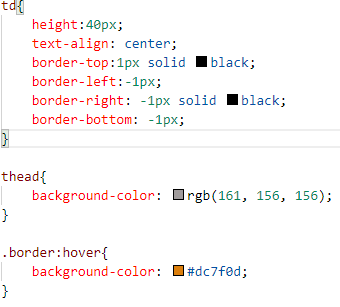 td{
height:40px;
text-align: center;
border-top:1px solid black;
border-left:-1px;
border-right: -1px solid black;
border-bottom: -1px;
}
thead{
background-color: rgb(161, 156, 156);
}
.border:hover{
background-color: #dc7f0d;
}